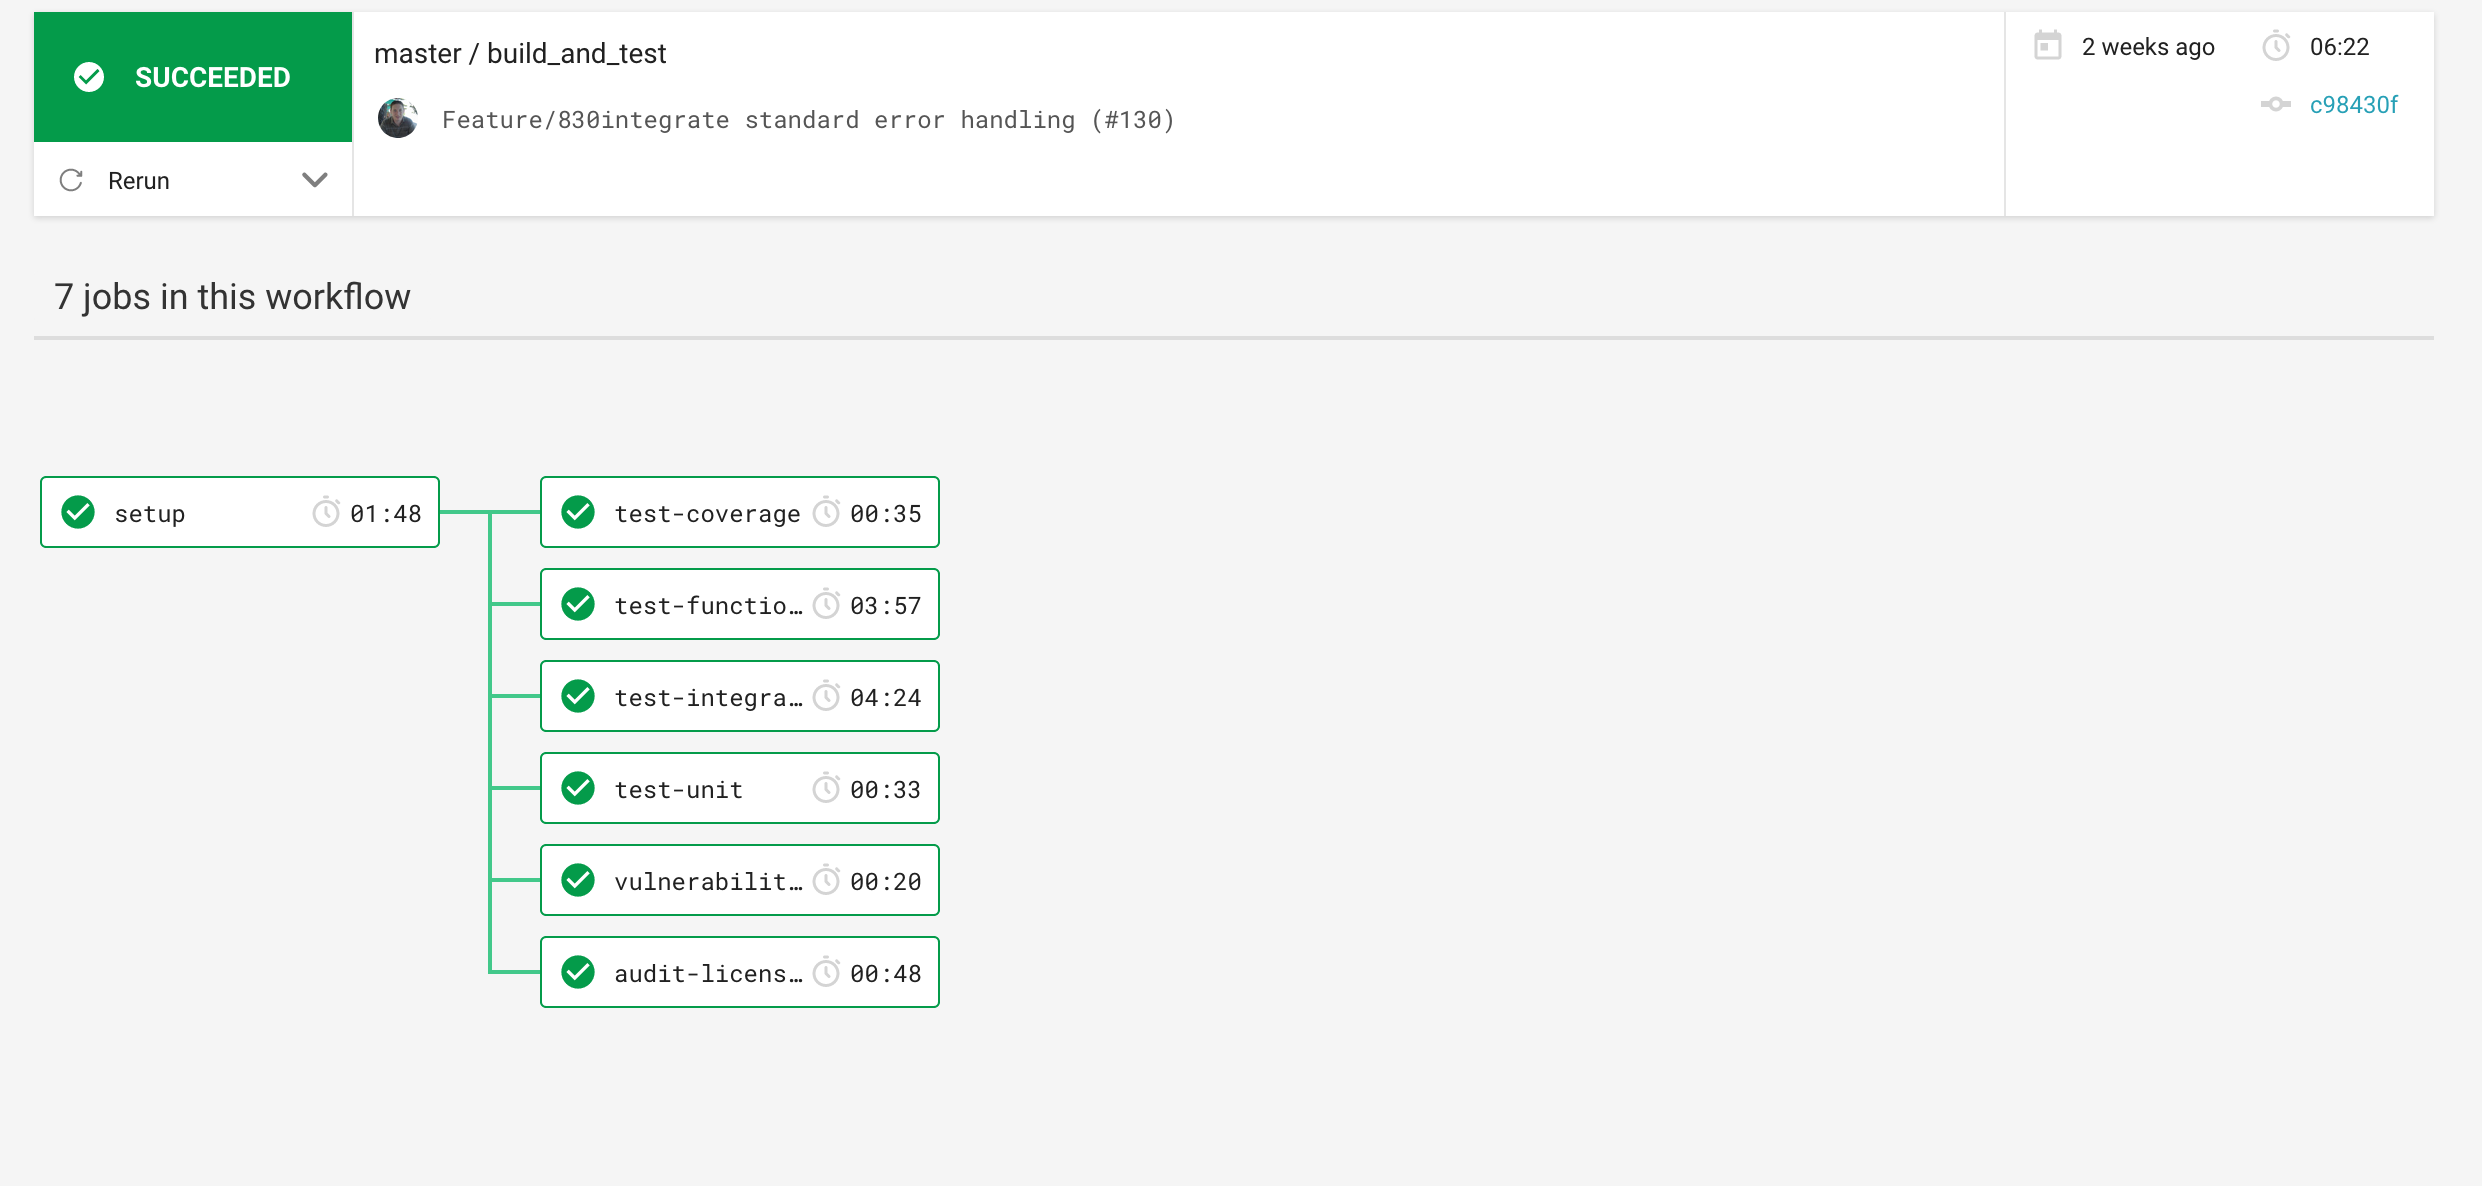 SUCCEEDED
Rerun
master / build_and_test
Feature/830integrate standard error handling (#130)
2 weeks ago
06:22
c98430f
7 jobs in this workflow
setup 01:48
test-coverage 00:35
test-functio… 03:57
test-integra… 04:24
test-unit 00:33
vulnerabilit… 00:20
audit-licens… 00:48